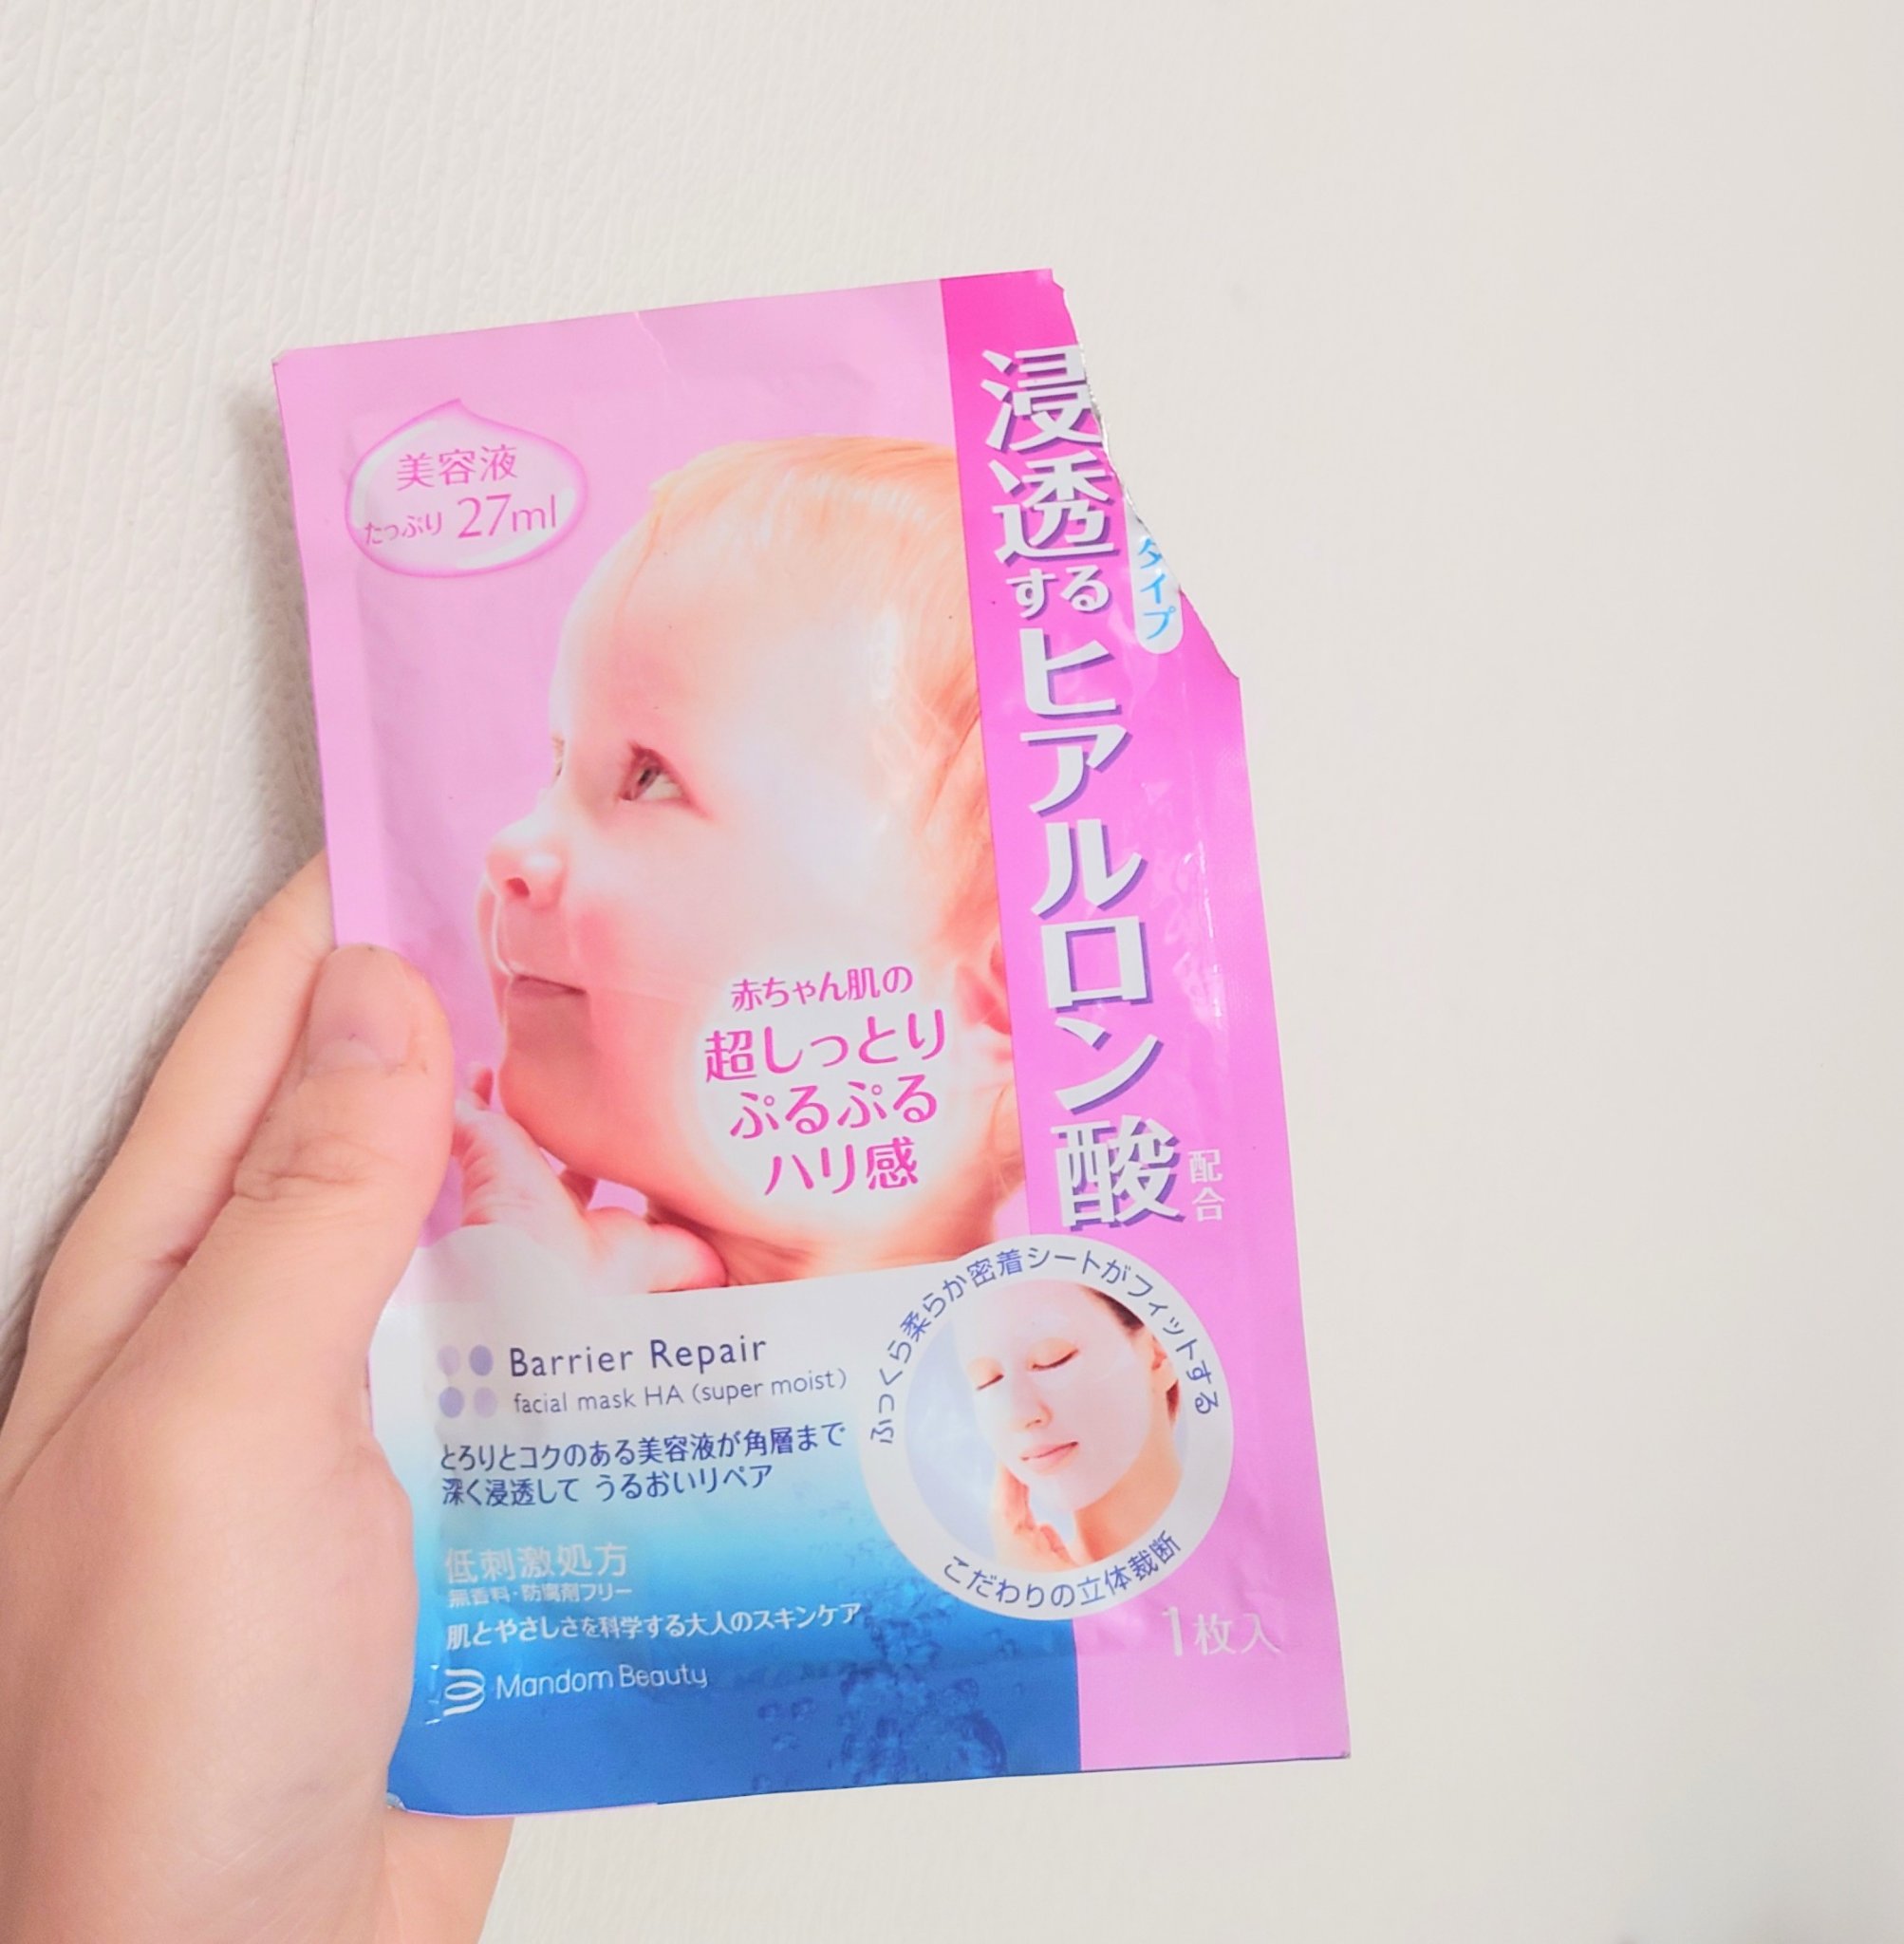 美容液
たっぷり 27ml
浸透するヒアルロン酸
配合
タイプ
赤ちゃん肌の
超しっとり
ぷるぷる
ハリ感
Barrier Repair
facial mask HA (super moist)
とろりとコクのある美容液が角層まで
深く浸透して うるおいリペア
低刺激処方
無香料・防腐剤フリー
肌とやさしさを科学する大人のスキンケア
Mandom Beauty
ふっくら柔らか密着シートがフィットする
こだわりの立体裁断
1枚入